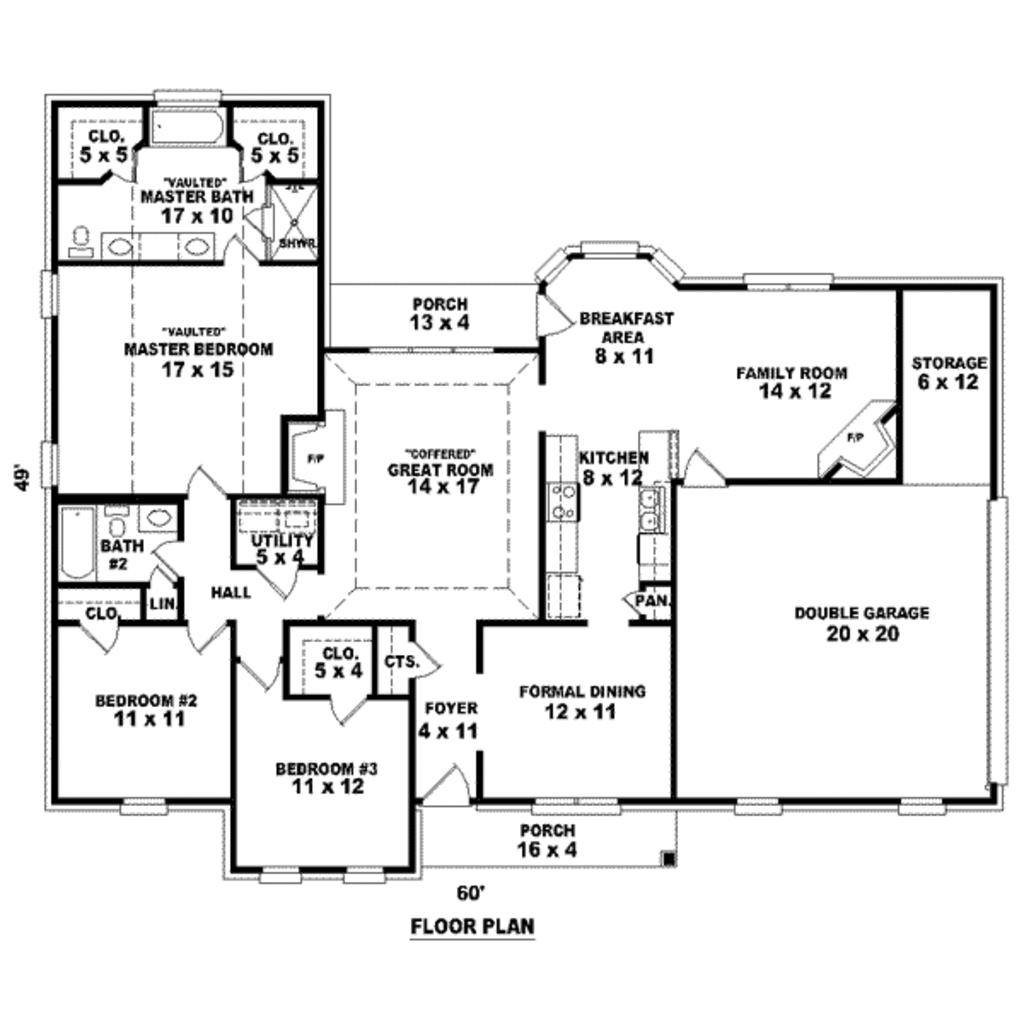 CLO.
5 x 5
CLO.
5 x 5
"VAULTED"
MASTER BATH
17 x 10
SHWR.
PORCH
13 x 4
BREAKFAST
AREA
8 x 11
"VAULTED"
MASTER BEDROOM
17 x 15
FAMILY ROOM
14 x 12
STORAGE
6 x 12
F/P
F/P
"COFFERED"
GREAT ROOM
14 x 17
KITCHEN
8 x 12
49'
UTILITY
5 x 4
BATH
#2
HALL
LIN.
CLO.
PAN.
DOUBLE GARAGE
20 x 20
CLO.
5 x 4
CTS.
BEDROOM #2
11 x 11
FORMAL DINING
12 x 11
FOYER
4 x 11
BEDROOM #3
11 x 12
PORCH
16 x 4
60'
FLOOR PLAN